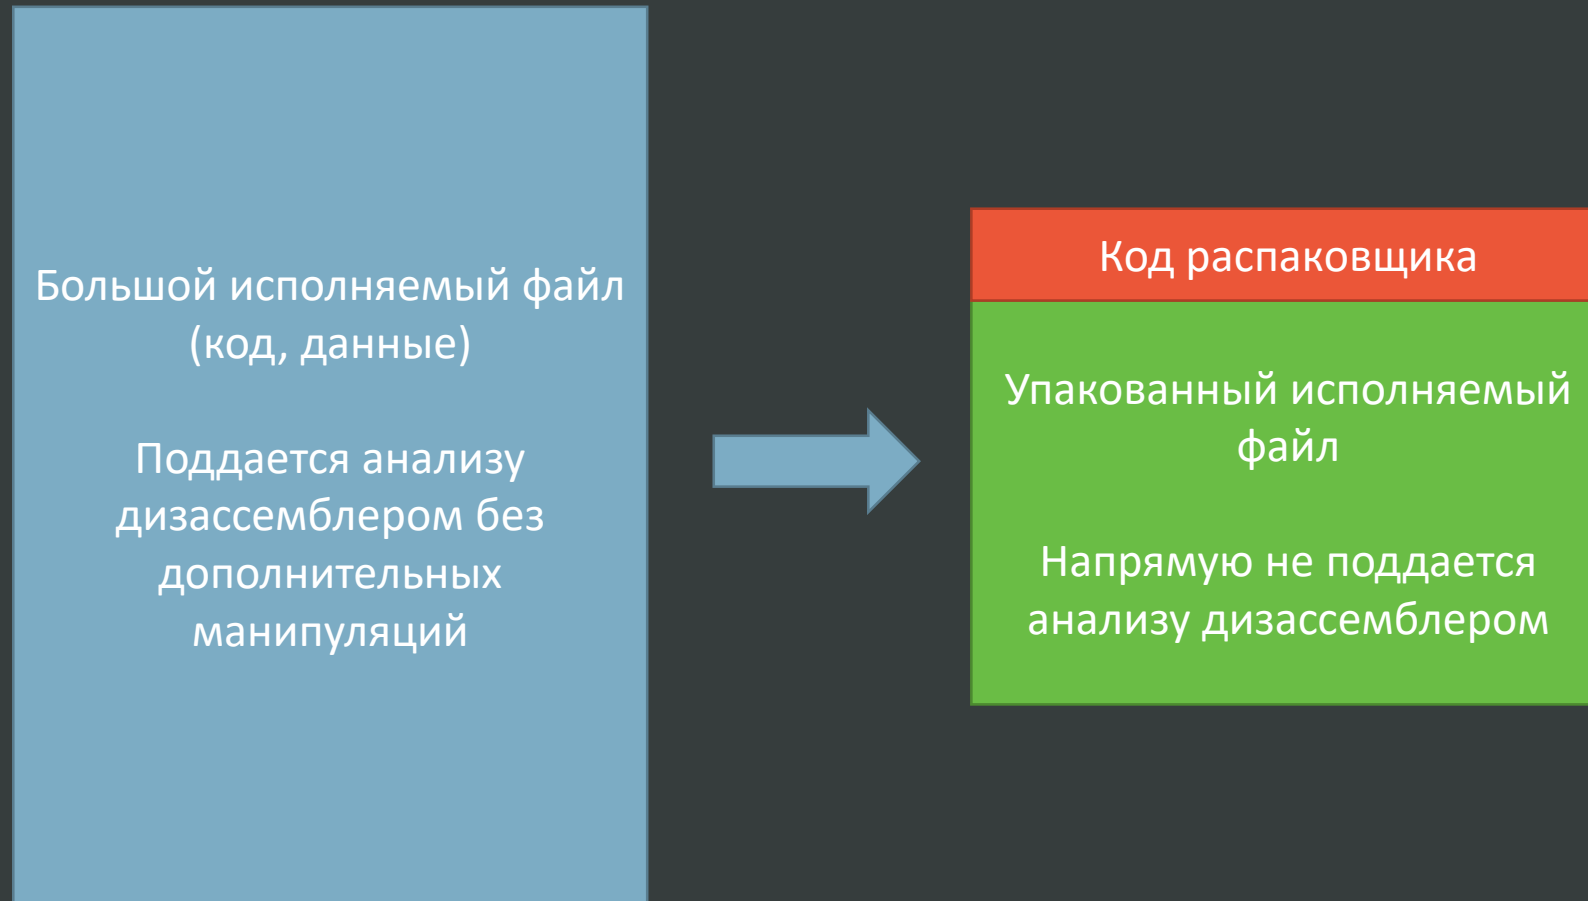 Большой исполняемый файл
(код, данные)
Поддается анализу
дизассемблером без
дополнительных
манипуляций
Код распаковщика
Упакованный исполняемый
файл
Напрямую не поддается
анализу дизассемблером